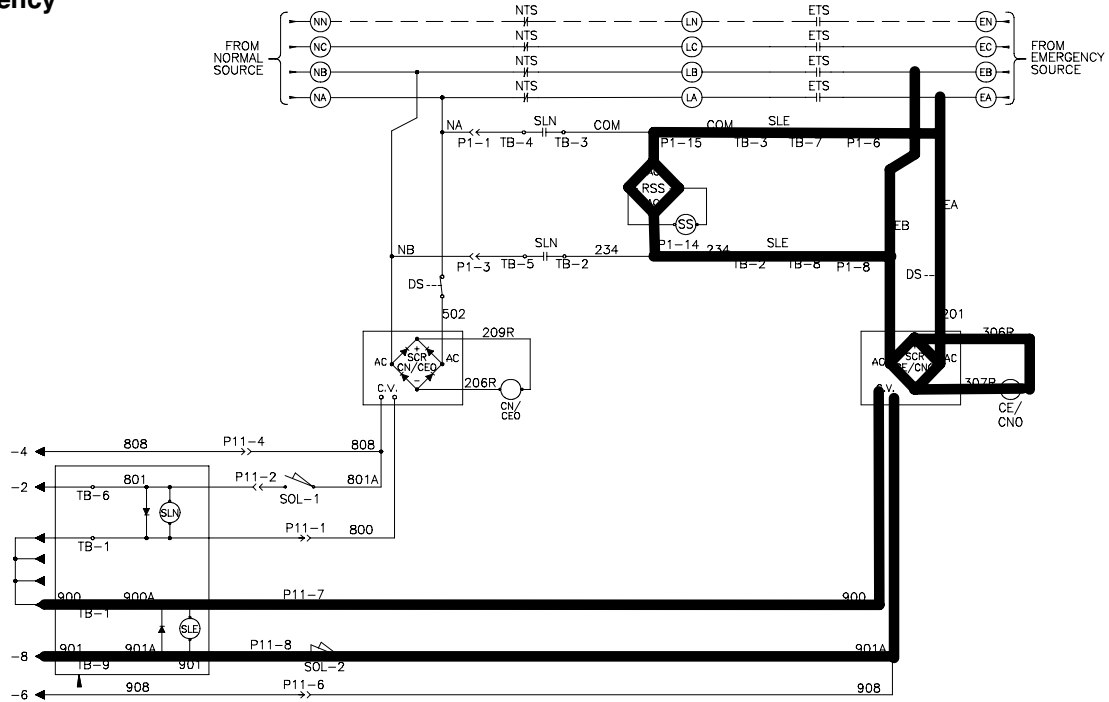 ency
NN NTS LN ETS EN
NC NTS LC ETS EC
NB NTS LB ETS EB
NA NTS LA ETS EA
FROM
NORMAL
SOURCE
FROM
EMERGENCY
SOURCE
NA SLN COM COM SLE
P1-1 TB-4 TB-3 P1-15 TB-3 TB-7 P1-6
AC
RSS
AC
SS
EA
EB
NB SLN 234 P1-14 234 SLE
P1-3 TB-5 TB-2 TB-2 TB-8 P1-8
DS
DS
502
201
209R
306R
AC SCR AC
CN/CEO
+
-
C.V.
206R
CN/
CEO
AC SCR AC
CE/CNO
C.V.
307R
CE/
CNO
-4 808 P11-4 808
-2 801 P11-2 801A
TB-6 SOL-1
SLN
P11-1 800
TB-1
900 900A P11-7 900
TB-1
SLE
-8 901 901A P11-8 901A
TB-9 901 SOL-2
-6 908 P11-6 908